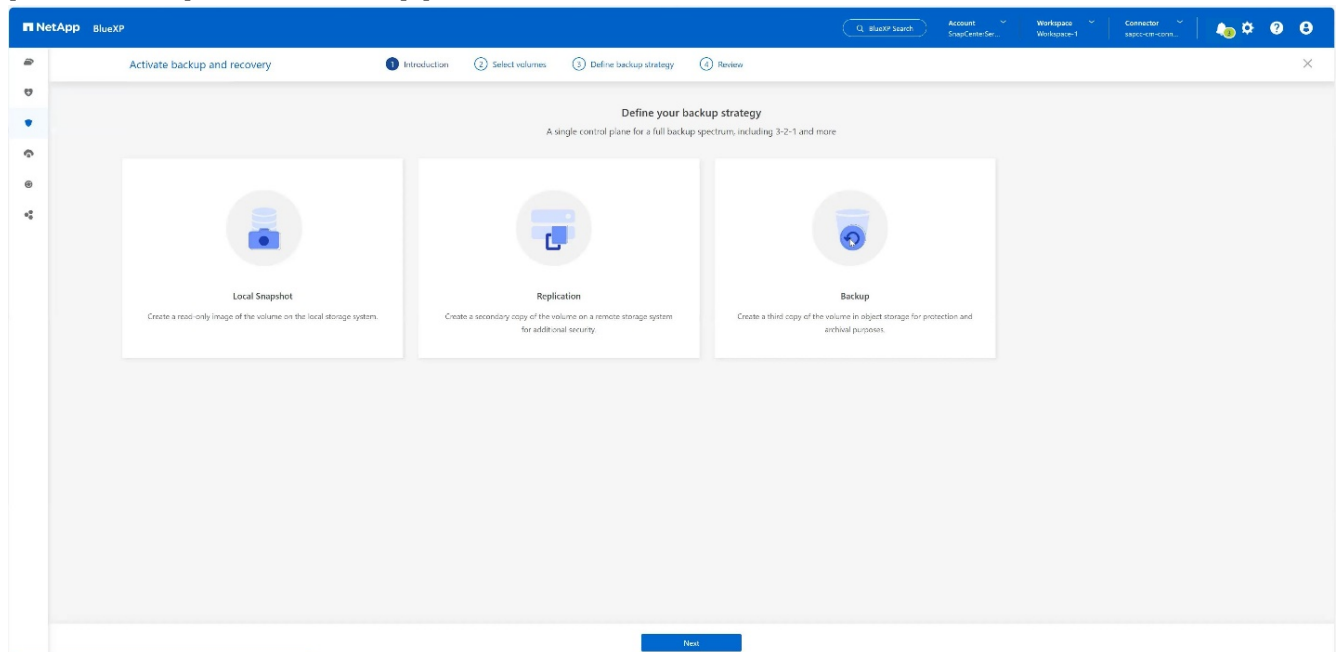 NetApp BlueXP
BlueXP Search
Account
SnapCenterSer...
Workspace
Workspace-1
Connector
sapcc-cm-conn...
Activate backup and recovery
1 Introduction
2 Select volumes
3 Define backup strategy
4 Review
Define your backup strategy
A single control plane for a full backup spectrum, including 3-2-1 and more
Local Snapshot
Create a read-only image of the volume on the local storage system.
Replication
Create a secondary copy of the volume on a remote storage system
for additional security.
Backup
Create a third copy of the volume in object storage for protection and
archival purposes.
Next